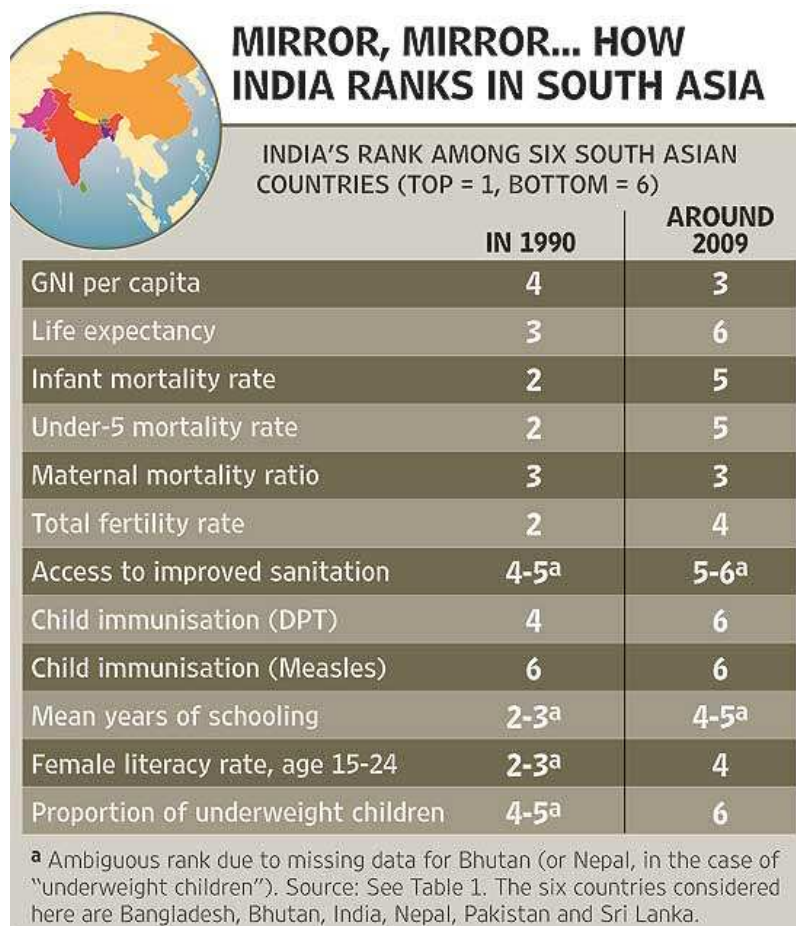 MIRROR, MIRROR... HOW
INDIA RANKS IN SOUTH ASIA
INDIA'S RANK AMONG SIX SOUTH ASIAN
COUNTRIES (TOP = 1, BOTTOM = 6)
IN 1990 AROUND 2009
GNI per capita 4 3
Life expectancy 3 6
Infant mortality rate 2 5
Under-5 mortality rate 2 5
Maternal mortality ratio 3 3
Total fertility rate 2 4
Access to improved sanitation 4-5a 5-6a
Child immunisation (DPT) 4 6
Child immunisation (Measles) 6 6
Mean years of schooling 2-3a 4-5a
Female literacy rate, age 15-24 2-3a 4
Proportion of underweight children 4-5a 6
a Ambiguous rank due to missing data for Bhutan (or Nepal, in the case of
"underweight children"). Source: See Table 1. The six countries considered
here are Bangladesh, Bhutan, India, Nepal, Pakistan and Sri Lanka.